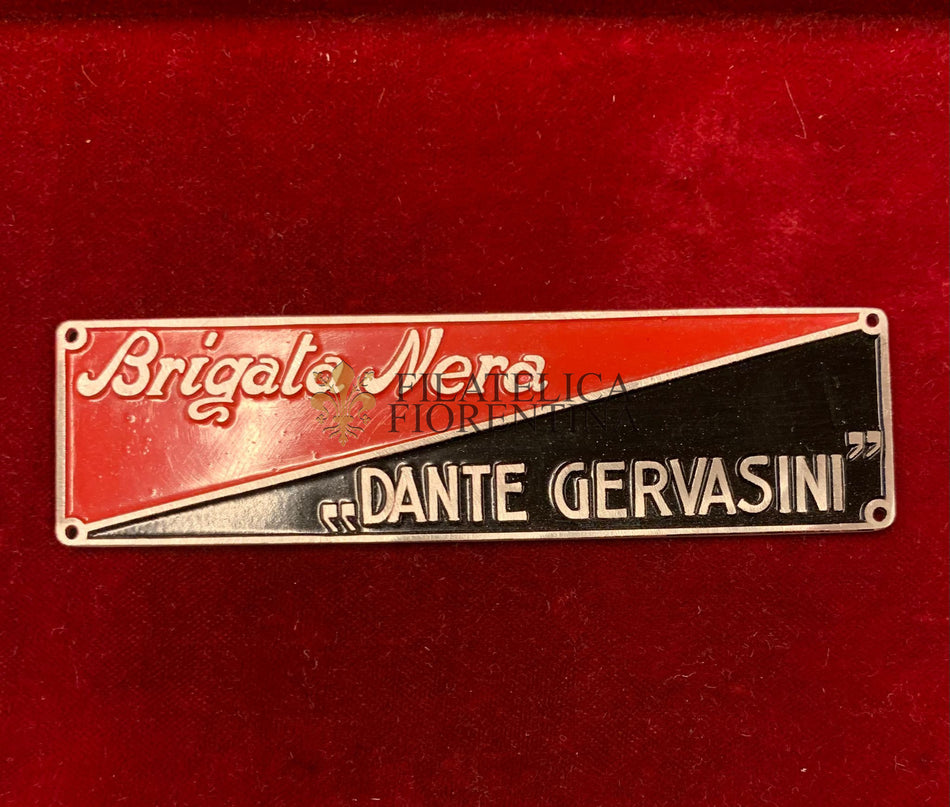 Brigata Nera
FILATELICA
FIORENTINA
„DANTE GERVASINI”